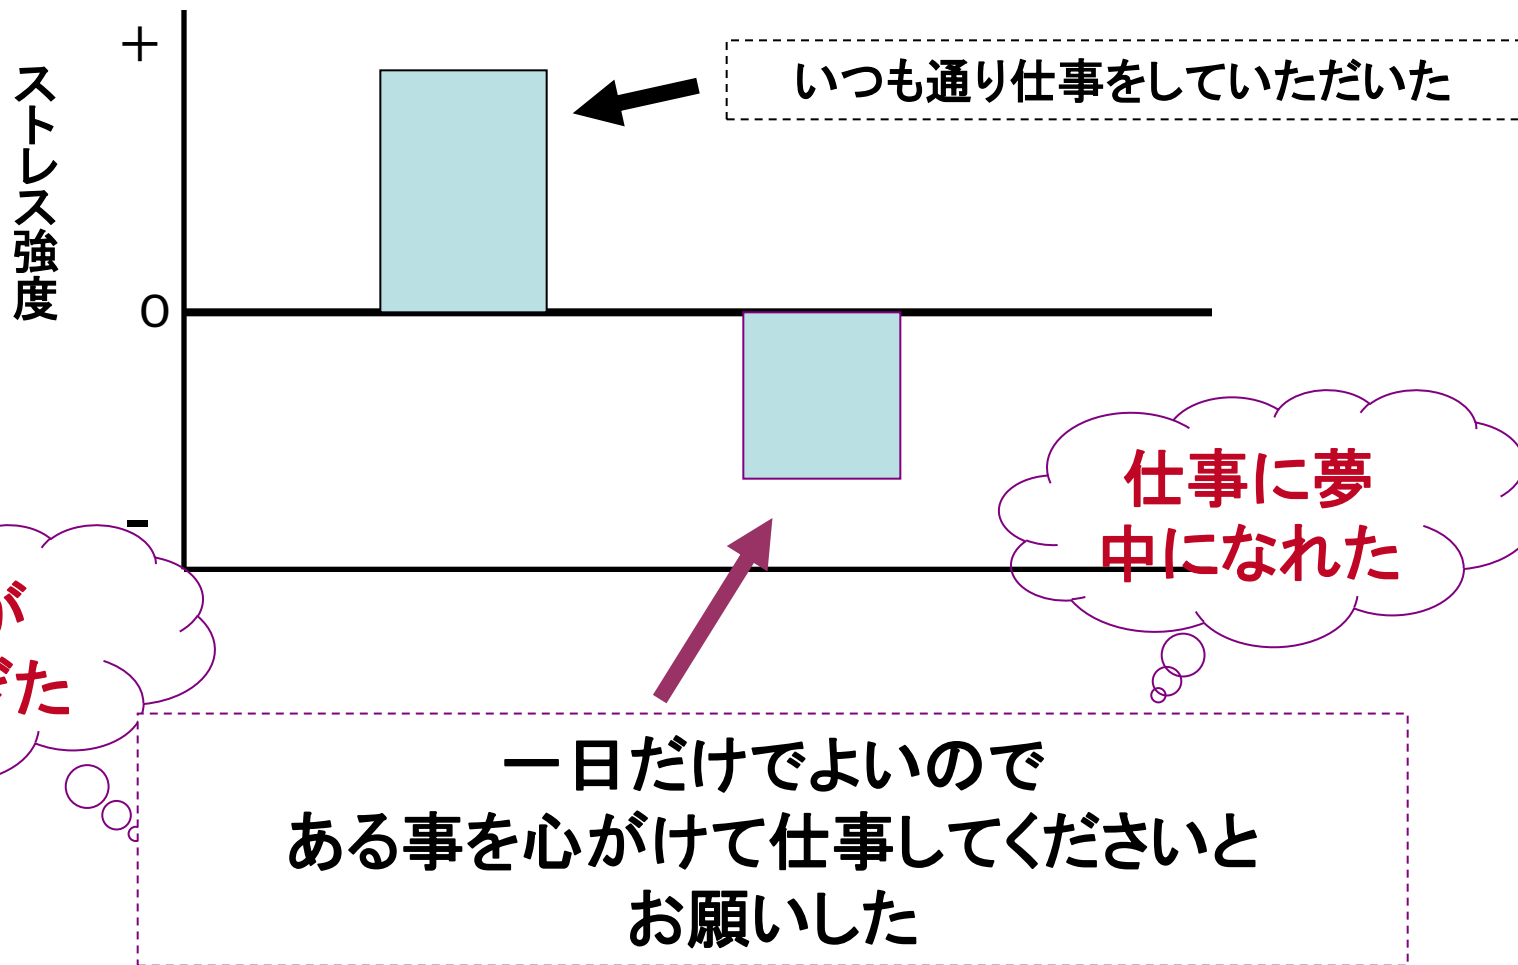 ストレス強度
＋
0
-
いつも通り仕事をしていただいた
仕事に夢
中になれた
が
た
一日だけでよいので
ある事を心がけて仕事してくださいと
お願いした